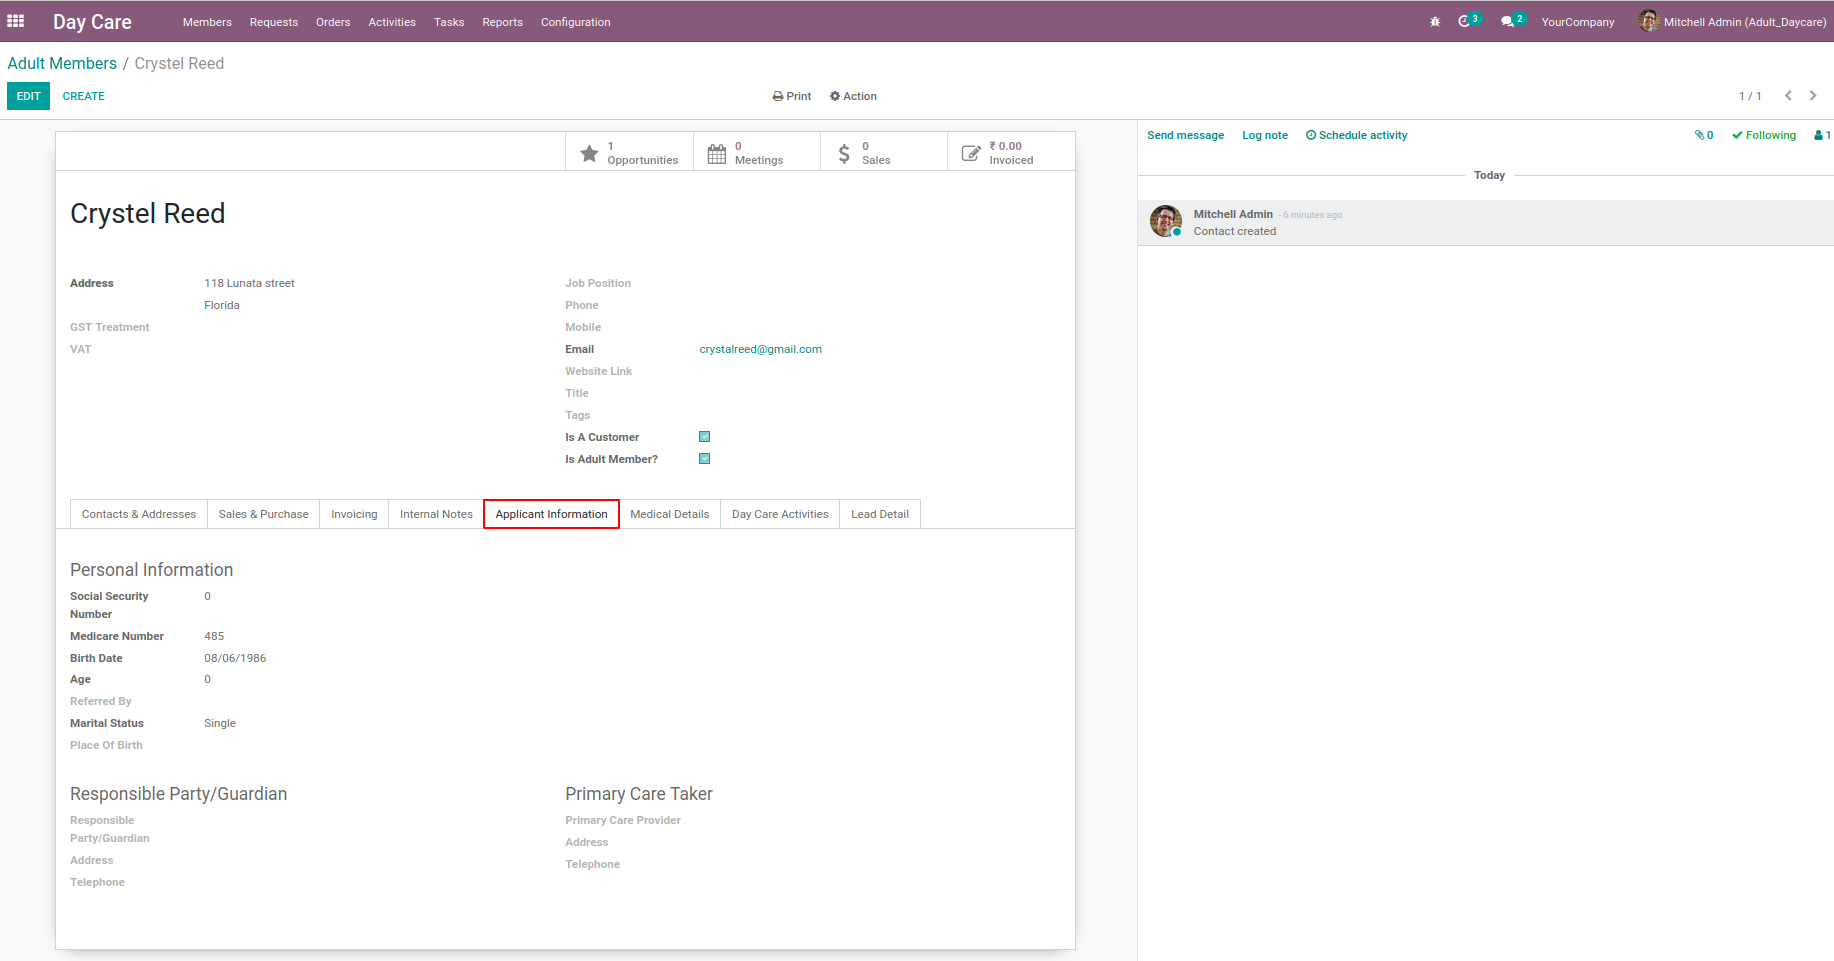 Day Care Members Requests Orders Activities Tasks Reports Configuration 3 2 YourCompany Mitchell Admin (Adult_Daycare)
Adult Members / Crystel Reed
EDIT CREATE Print Action 1 / 1
Send message Log note Schedule activity 0 Following 1
1 Opportunities
0 Meetings
0 Sales
₹ 0.00 Invoiced
Today
Mitchell Admin - 6 minutes ago
Contact created
Crystel Reed
Address 118 Lunata street
Florida
GST Treatment
VAT
Job Position
Phone
Mobile
Email crystalreed@gmail.com
Website Link
Title
Tags
Is A Customer
Is Adult Member?
Contacts & Addresses Sales & Purchase Invoicing Internal Notes Applicant Information Medical Details Day Care Activities Lead Detail
Personal Information
Social Security 0
Number
Medicare Number 485
Birth Date 08/06/1986
Age 0
Referred By
Marital Status Single
Place Of Birth
Responsible Party/Guardian
Responsible
Party/Guardian
Address
Telephone
Primary Care Taker
Primary Care Provider
Address
Telephone